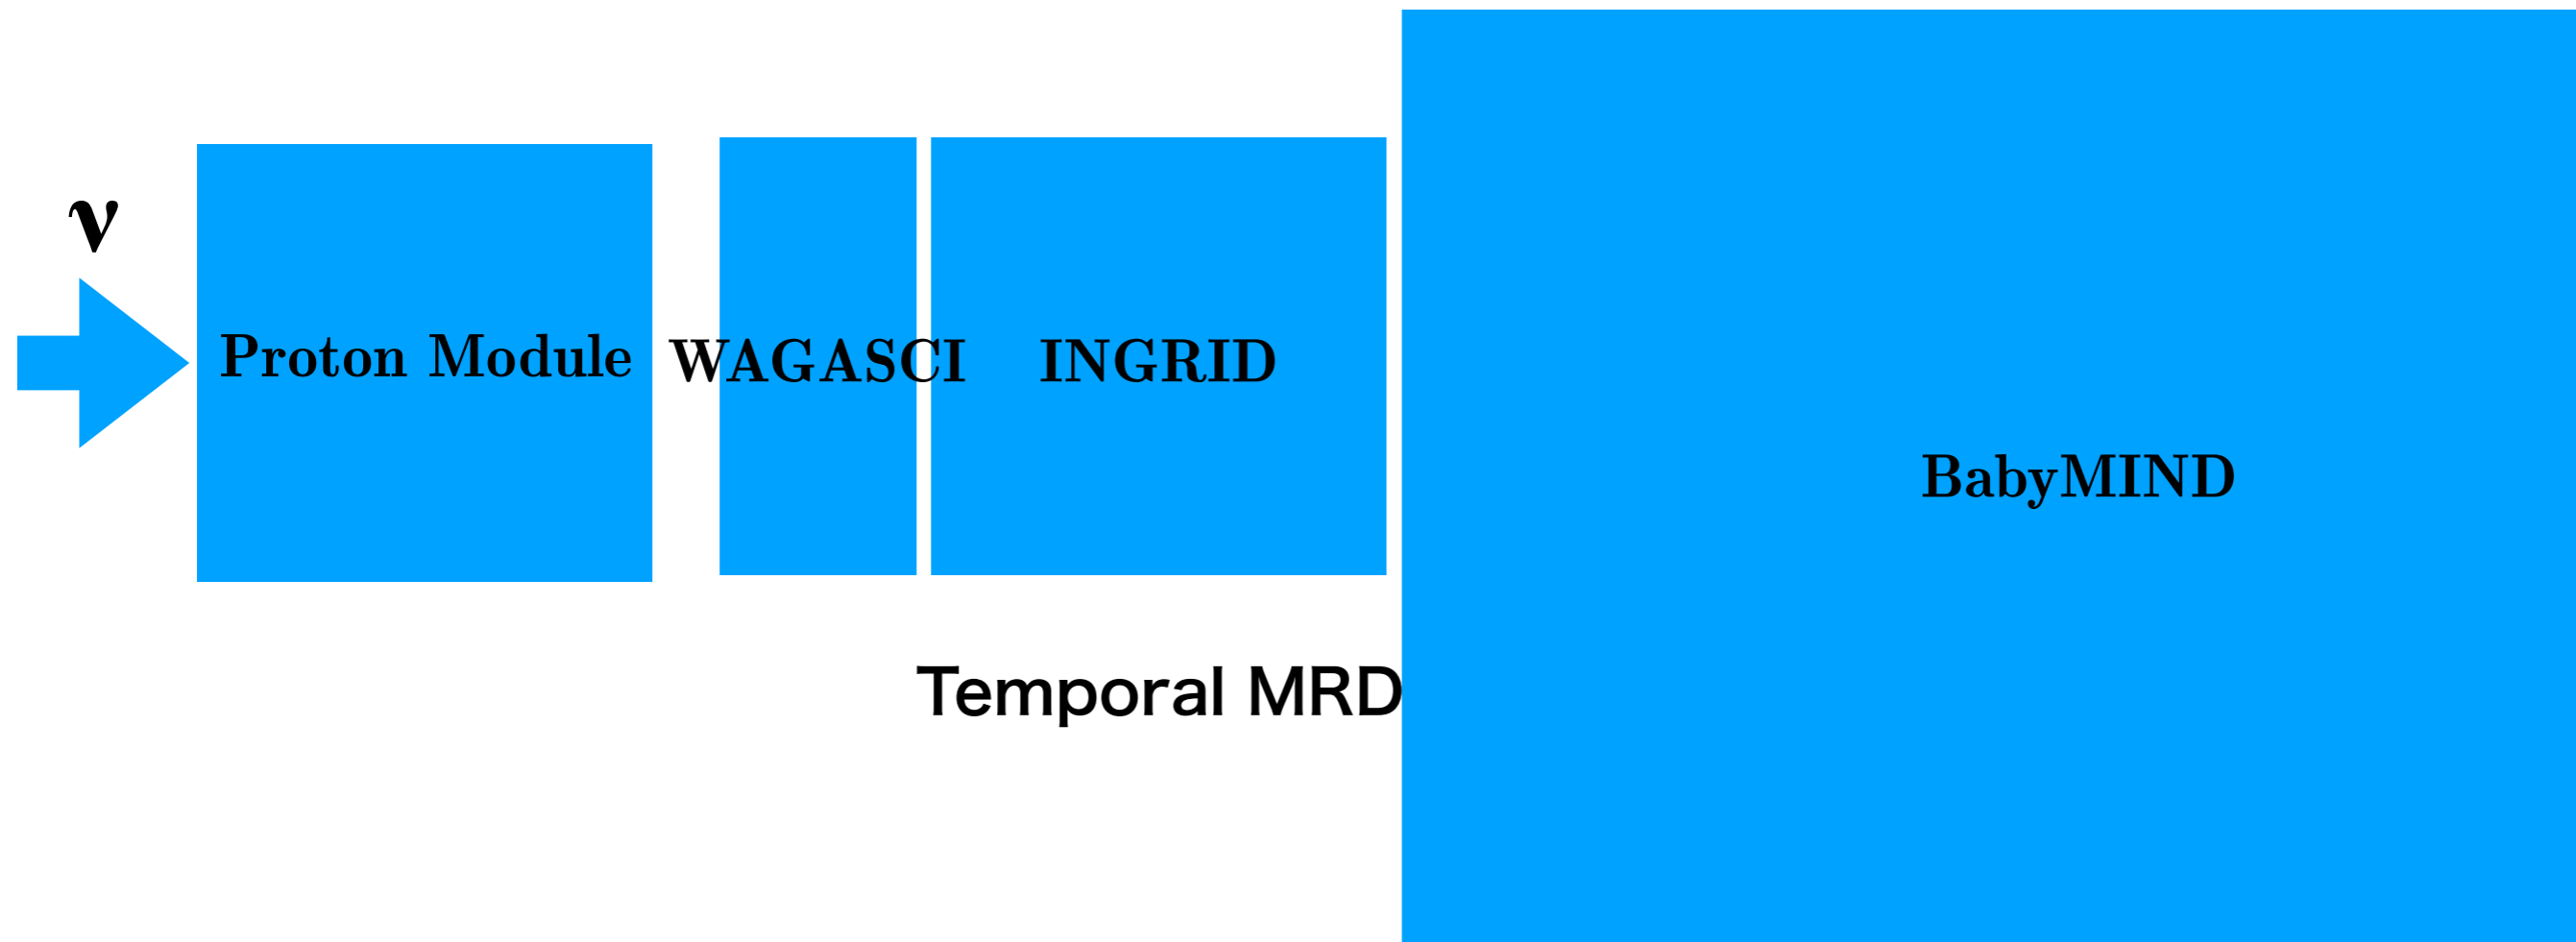 ν
Proton Module
WAGASCI
INGRID
BabyMIND
Temporal MRD